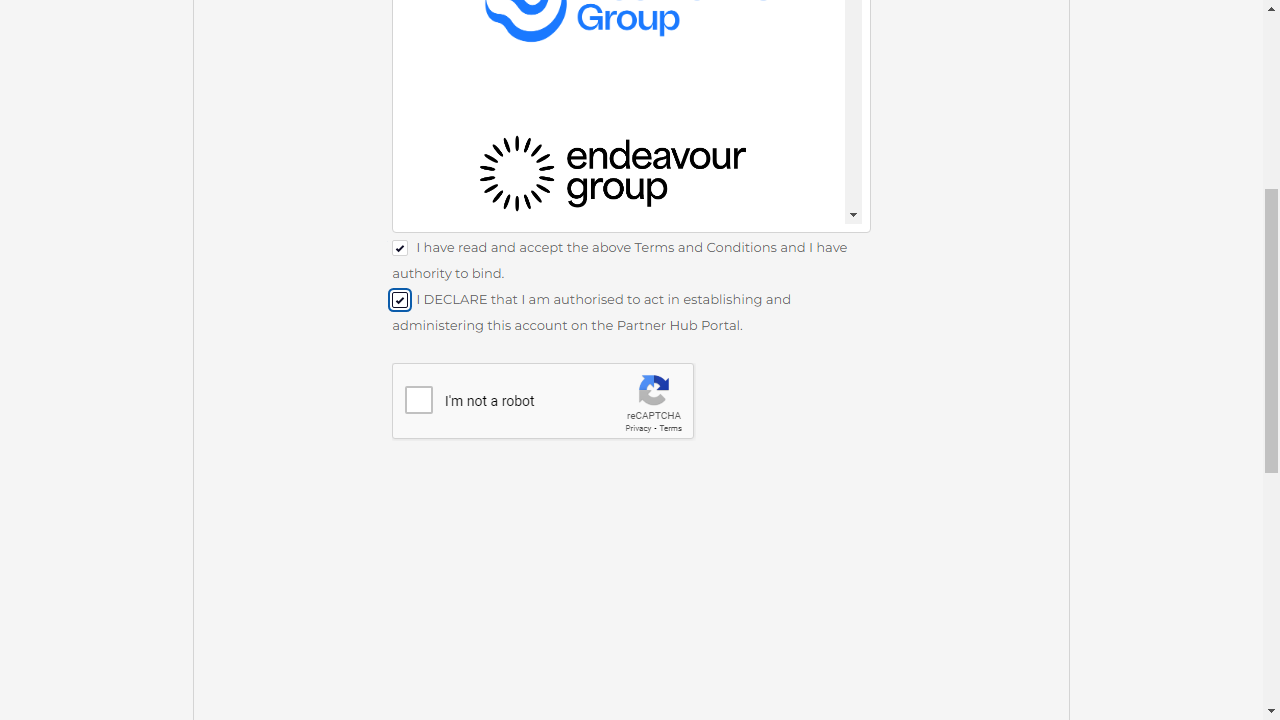 Group
endeavour
group
I have read and accept the above Terms and Conditions and I have
authority to bind.
I DECLARE that I am authorised to act in establishing and
administering this account on the Partner Hub Portal.
I'm not a robot
reCAPTCHA
Privacy - Terms